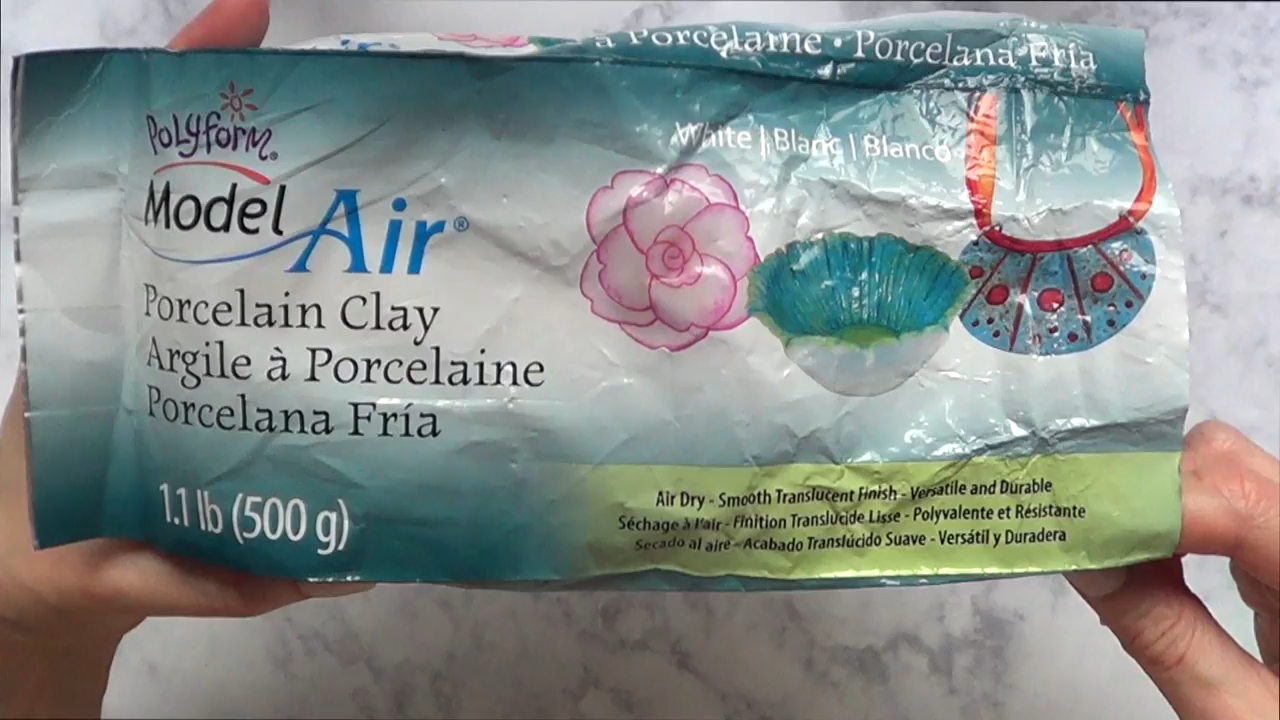 à Porcelaine • Porcelana Fría
White | Blanc | Blanco
Polyform®
Model Air®
Porcelain Clay
Argile à Porcelaine
Porcelana Fría
1.1 lb (500 g)
Air Dry - Smooth Translucent Finish - Versatile and Durable
Séchage à l'air - Finition Translucide Lisse - Polyvalente et Résistante
Secado al aire - Acabado Translúcido Suave - Versátil y Duradera